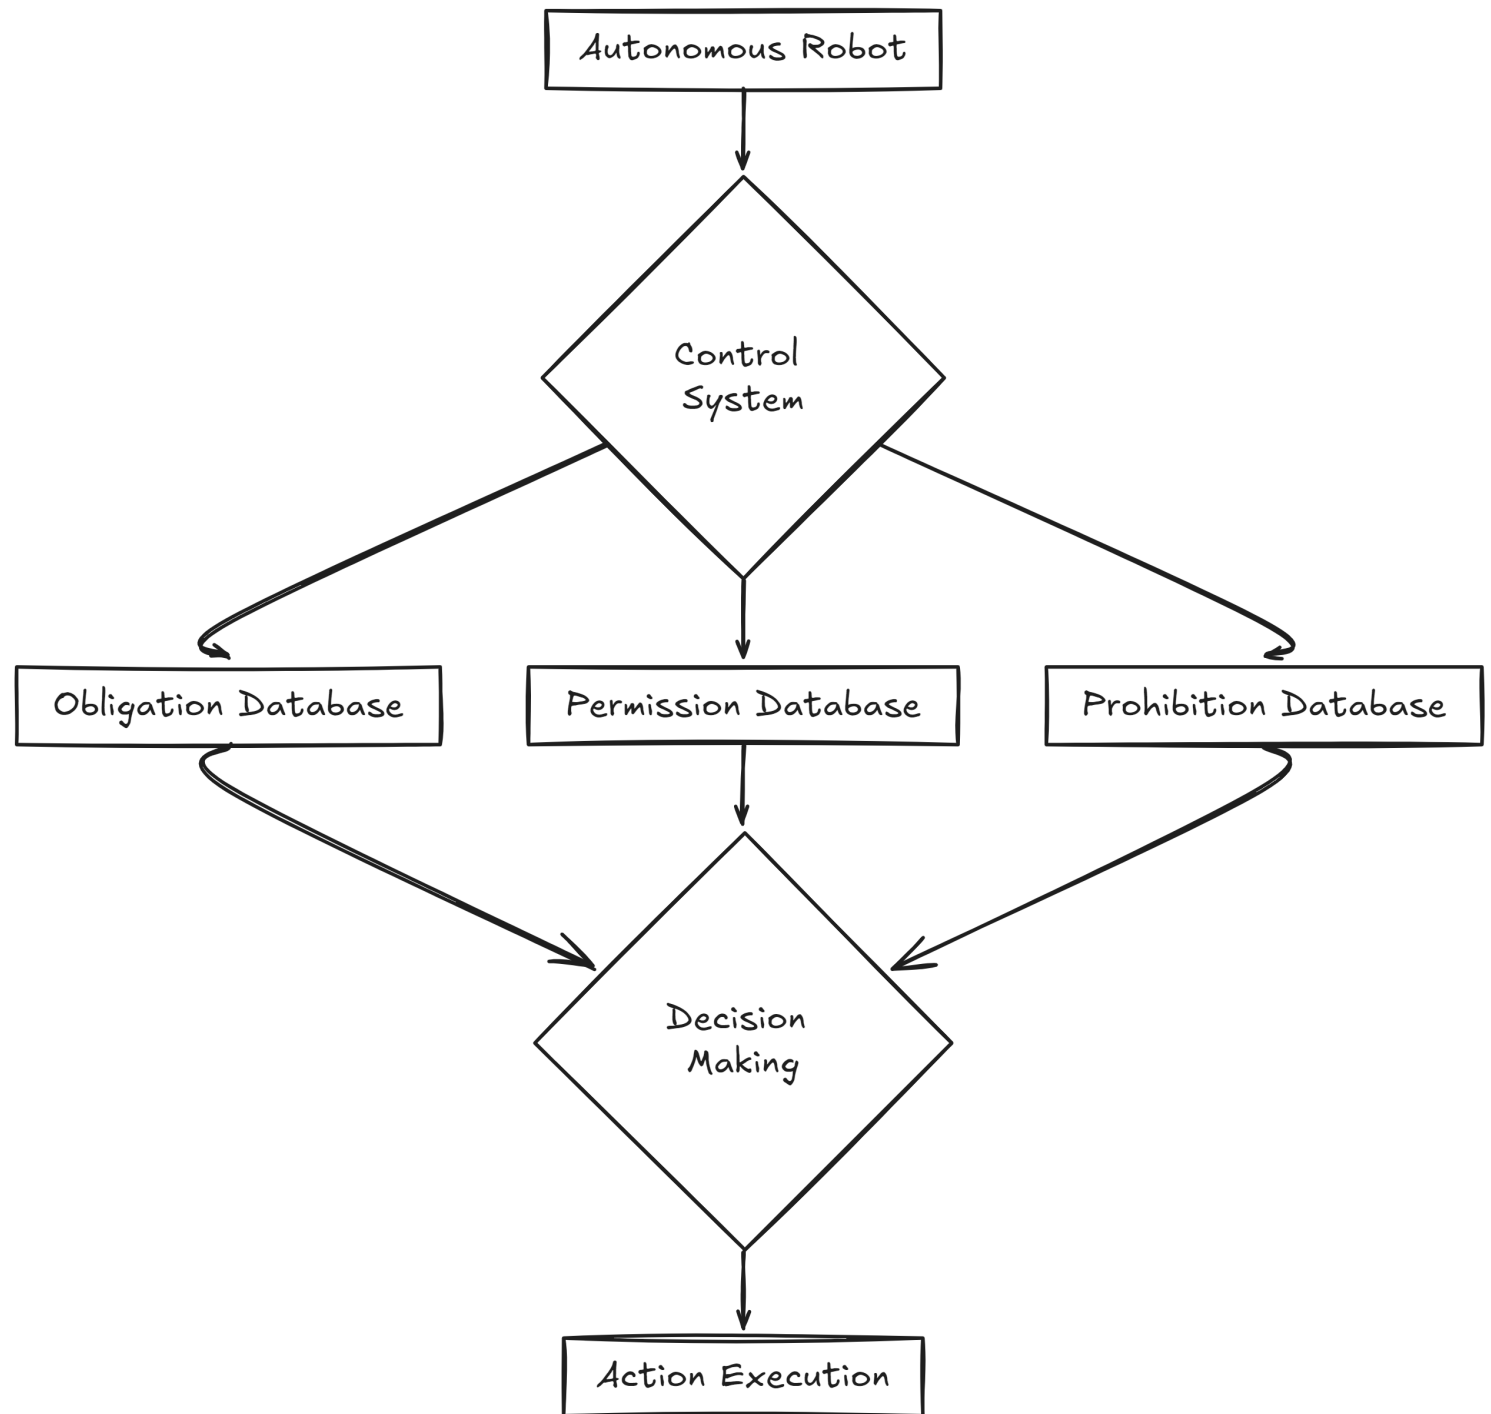 Autonomous Robot
Control
System
Obligation Database
Permission Database
Prohibition Database
Decision
Making
Action Execution